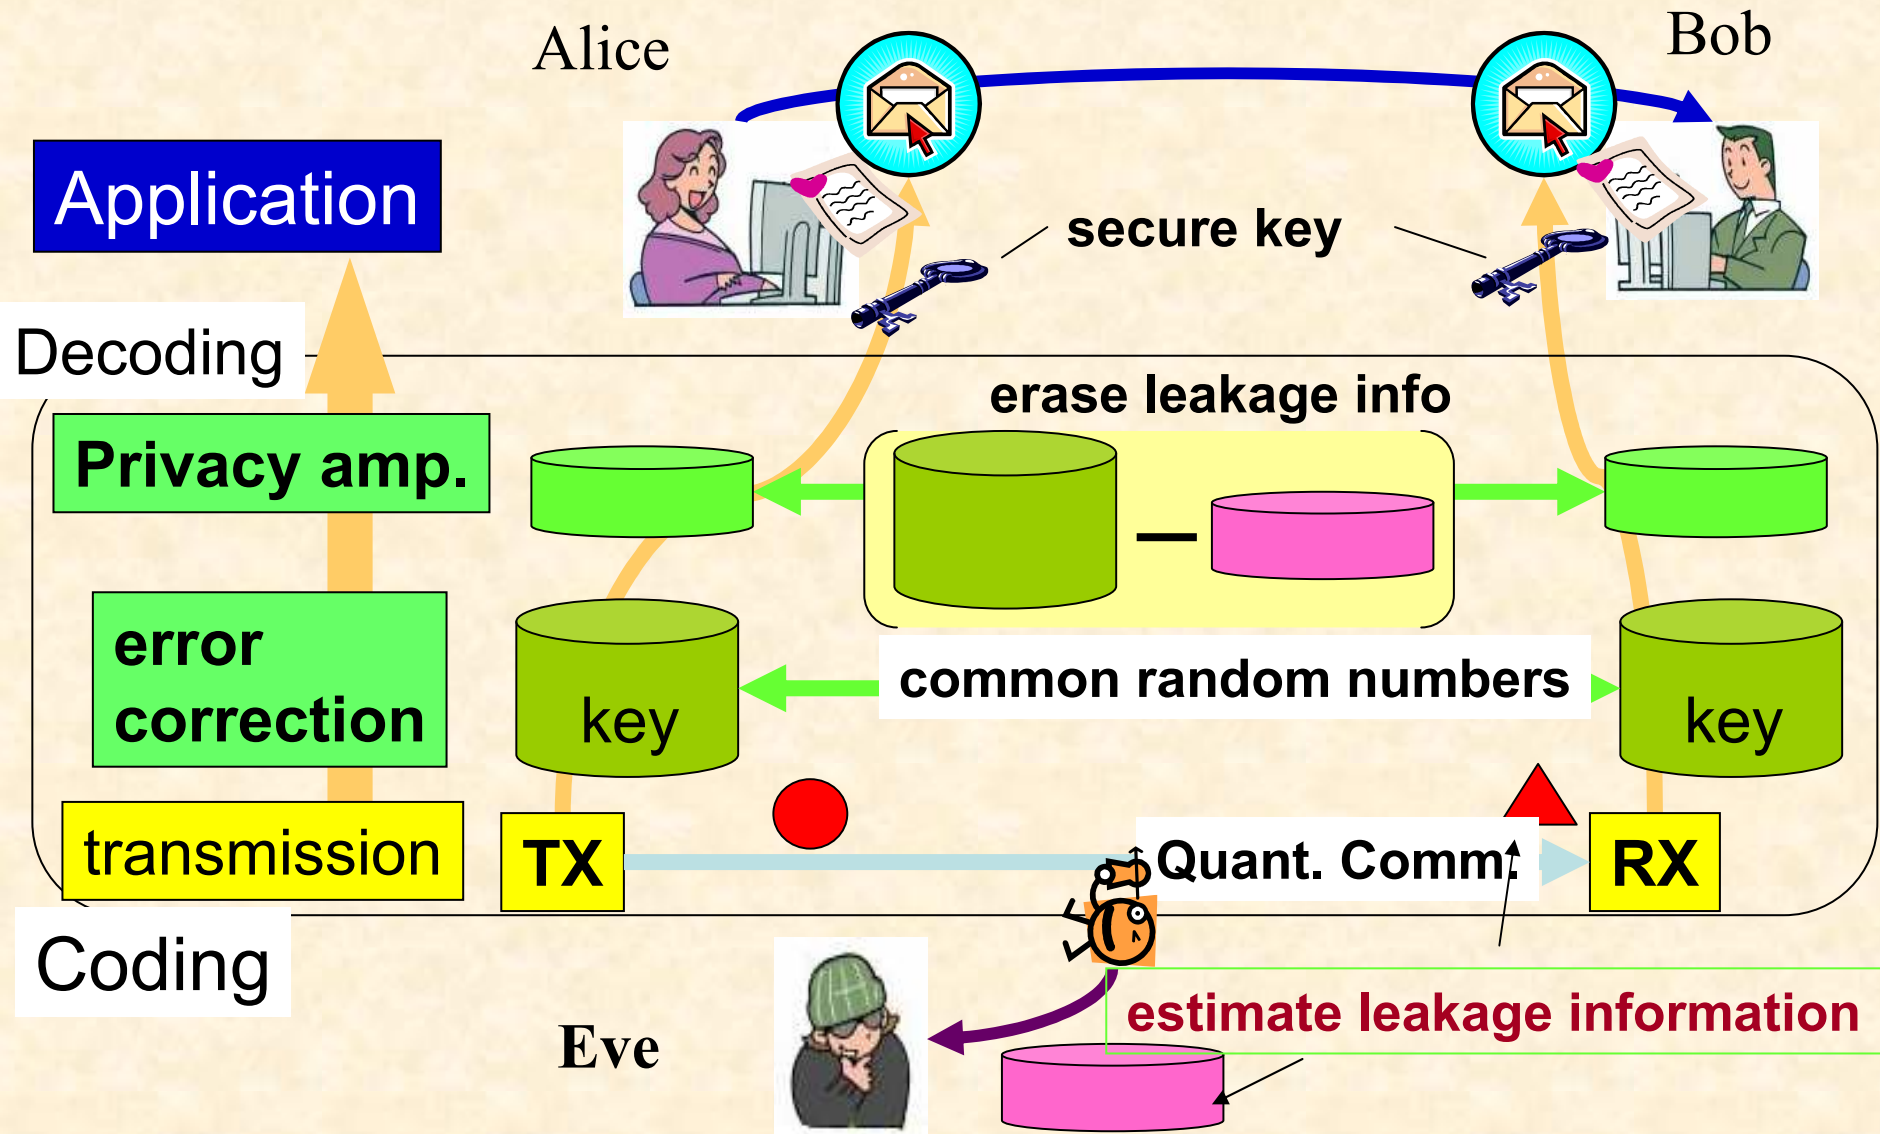 Alice
Bob
Application
secure key
Decoding
erase leakage info
Privacy amp.
error
correction
common random numbers
key
key
transmission
TX
Quant. Comm.
RX
Coding
estimate leakage information
Eve